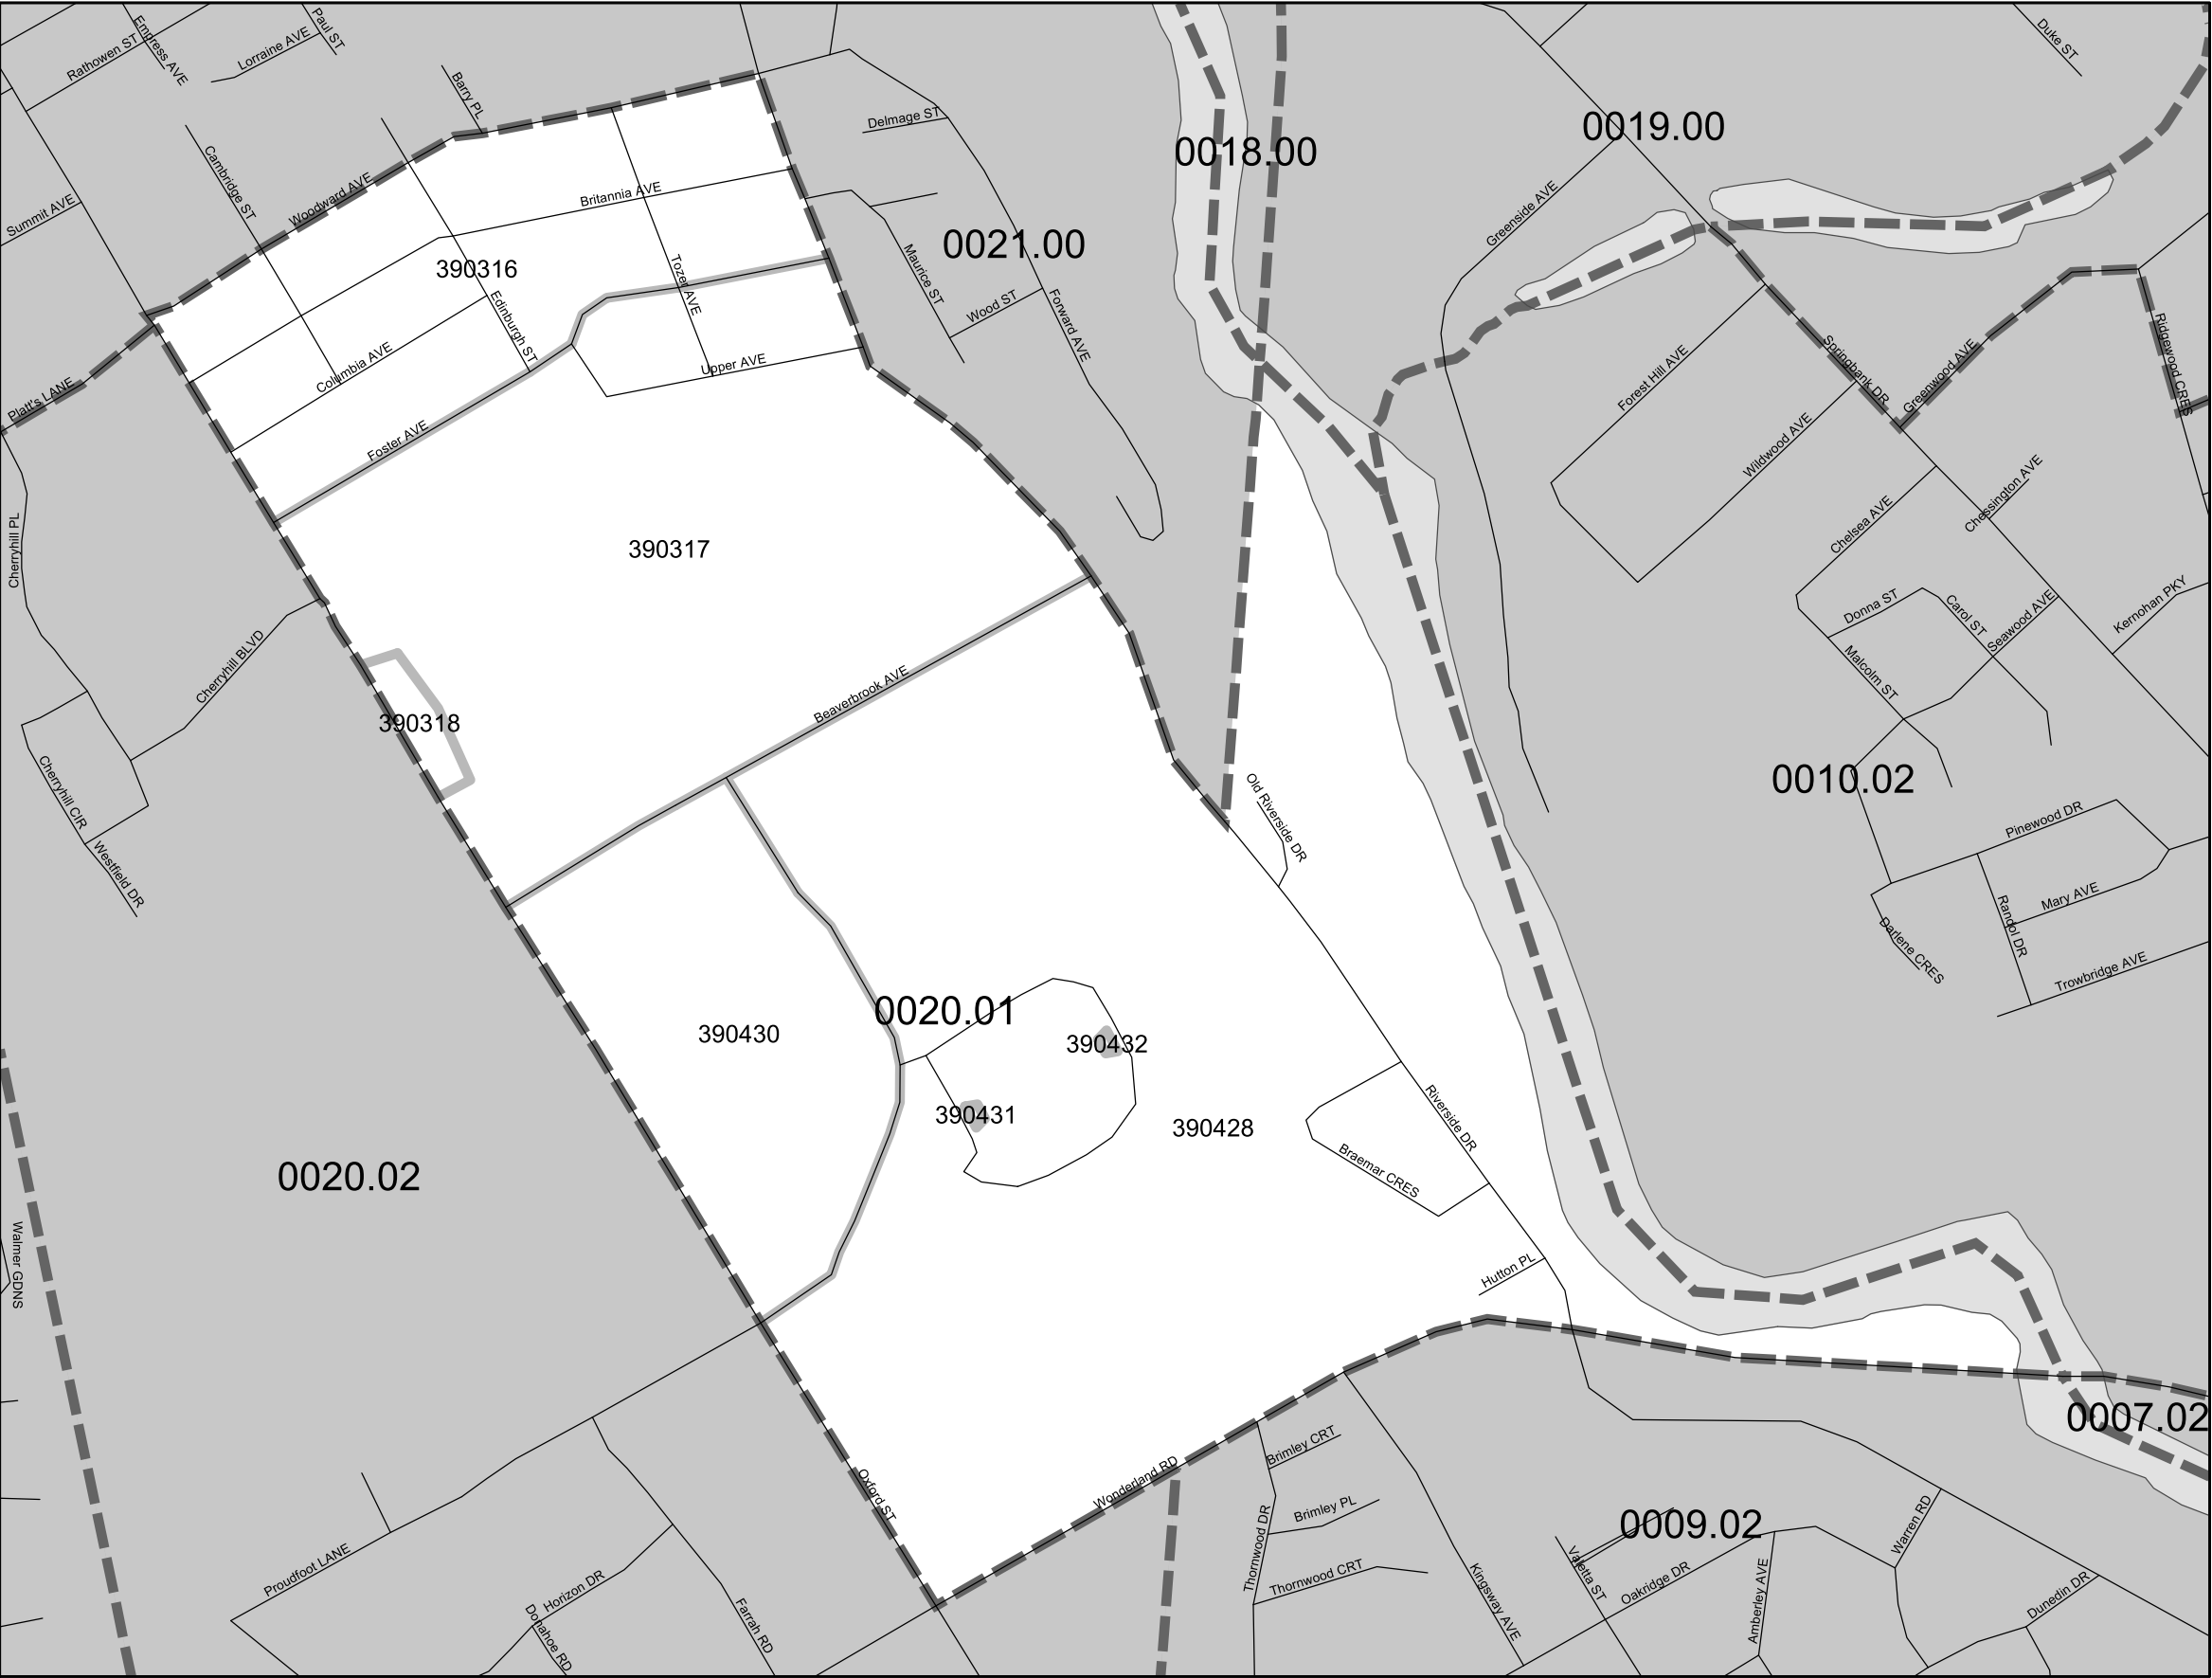 Rathowen ST
Empress AVE
Lorraine AVE
Paul ST
Barry PL
Duke ST
Delmage ST
0018.00
0019.00
Cambridge ST
Woodward AVE
Summit AVE
Britannia AVE
Greenside AVE
0021.00
390316
Tozer AVE
Maurice ST
Wood ST
Forward AVE
Edinburgh ST
Columbia AVE
Upper AVE
Platt's LANE
Foster AVE
Forest Hill AVE
Springbank DR
Greenwood AVE
Ridgewood CRES
Wildwood AVE
Chelsea AVE
Chessington AVE
Cherryhill PL
390317
Donna ST
Carol ST
Seawood AVE
Kernohan PKY
Malcolm ST
Cherryhill BLVD
Beaverbrook AVE
390318
Cherryhill CIR
Westfield DR
Old Riverside DR
0010.02
Pinewood DR
Mary AVE
Randol DR
Darlene CRES
Trowbridge AVE
0020.01
390430
390432
390431
390428
Riverside DR
Braemar CRES
0020.02
Walmer GDNS
Hutton PL
0007.02
Oxford ST
Wonderland RD
Brimley CRT
Brimley PL
Thornwood DR
Thornwood CRT
Kingsway AVE
0009.02
Valetta ST
Oakridge DR
Amberley AVE
Warren RD
Dunedin DR
Proudfoot LANE
Horizon DR
Donahoe RD
Farrah RD